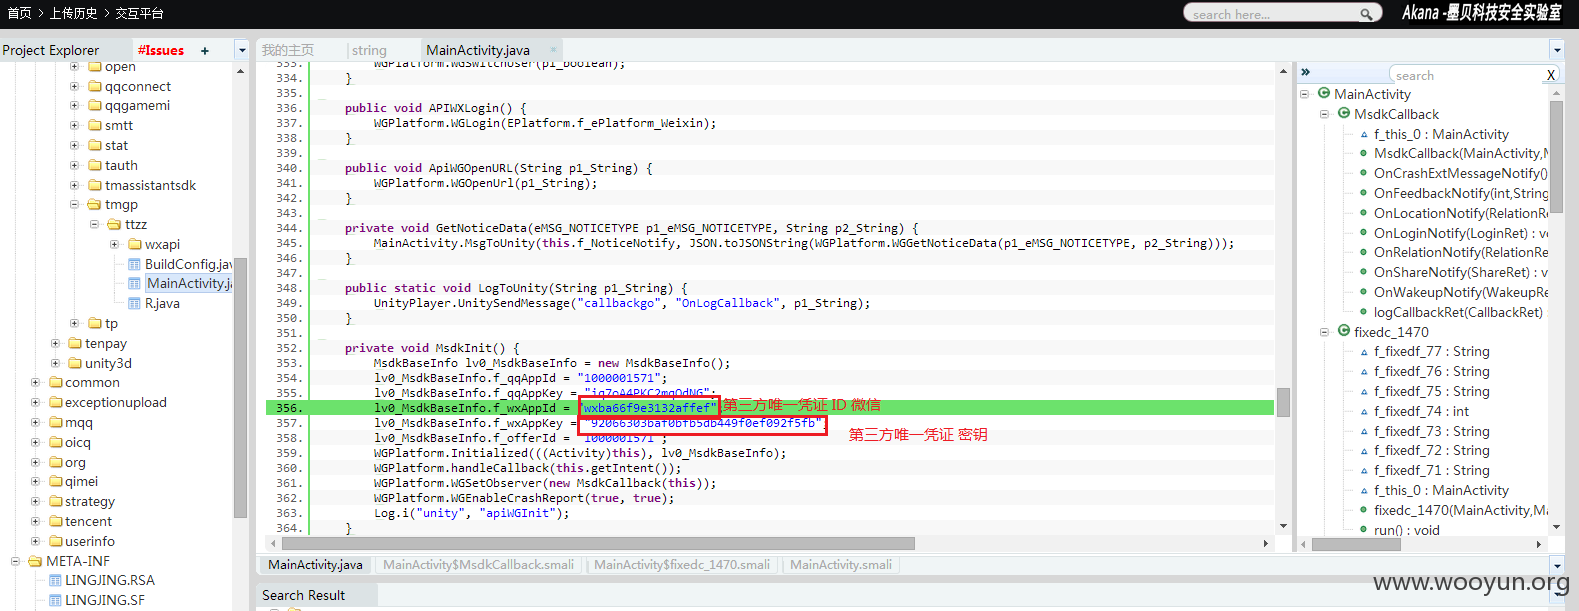 首页 > 上传历史 > 交互平台
search here...
Akana -墨贝科技安全实验室
Project Explorer
#Issues
+
我的主页
string
MainActivity.java
open
qqconnect
qqgamemi
smtt
stat
tauth
tmassistantsdk
tmgp
ttzz
wxapi
BuildConfig.jav
MainActivity.ja
R.java
tp
tenpay
unity3d
common
exceptionupload
mqq
oicq
org
qimei
strategy
tencent
userinfo
META-INF
LINGJING.RSA
LINGJING.SF
333. WGPlatform.WGSwitchUser(p1_boolean);
334. }
335.
336. public void APIWXLogin() {
337. WGPlatform.WGLogin(EPlatform.f_ePlatform_Weixin);
338. }
339.
340. public void ApiWGOpenURL(String p1_String) {
341. WGPlatform.WGOpenUrl(p1_String);
342. }
343.
344. private void GetNoticeData(eMSG_NOTICETYPE p1_eMSG_NOTICETYPE, String p2_String) {
345. MainActivity.MsgToUnity(this.f_NoticeNotify, JSON.toJSONString(WGPlatform.WGGetNoticeData(p1_eMSG_NOTICETYPE, p2_String)));
346. }
347.
348. public static void LogToUnity(String p1_String) {
349. UnityPlayer.UnitySendMessage("callbackgo", "OnLogCallback", p1_String);
350. }
351.
352. private void MsdkInit() {
353. MsdkBaseInfo lv0_MsdkBaseInfo = new MsdkBaseInfo();
354. lv0_MsdkBaseInfo.f_qqAppId = "1000001571";
355. lv0_MsdkBaseInfo.f_qqAppKey =
356. lv0_MsdkBaseInfo.f_wxAppId = "wxba66f9e3132affef" 第三方唯一凭证 ID 微信
357. lv0_MsdkBaseInfo.f_wxAppKey = "92066303baf0bfb5db449f0ef092f5fb" 第三方唯一凭证 密钥
358. lv0_MsdkBaseInfo.f_offerId = "1000001571";
359. WGPlatform.Initialized(((Activity)this), lv0_MsdkBaseInfo);
360. WGPlatform.handleCallback(this.getIntent());
361. WGPlatform.WGSetObserver(new MsdkCallback(this));
362. WGPlatform.WGEnableCrashReport(true, true);
363. Log.i("unity", "apiWGInit");
364. }
MainActivity.java
MainActivity$MsdkCallback.smali
MainActivity$fixedc_1470.smali
MainActivity.smali
Search Result
»
search
X
MainActivity
MsdkCallback
f_this_0 : MainActivity
MsdkCallback(MainActivity,M
OnCrashExtMessageNotify()
OnFeedbackNotify(int,String
OnLocationNotify(RelationRe
OnLoginNotify(LoginRet) : vo
OnRelationNotify(RelationRe
OnShareNotify(ShareRet) : v
OnWakeupNotify(WakeupRe
logCallbackRet(CallbackRet)
fixedc_1470
f_fixedf_77 : String
f_fixedf_76 : String
f_fixedf_75 : String
f_fixedf_74 : int
f_fixedf_73 : String
f_fixedf_72 : String
f_fixedf_71 : String
f_this_0 : MainActivity
fixedc_1470(MainActivity,Ma
run() : void
www.wooyun.org